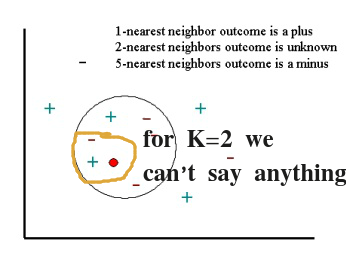 1-nearest neighbor outcome is a plus
2-nearest neighbors outcome is unknown
5-nearest neighbors outcome is a minus
for K=2 we
can't say anything